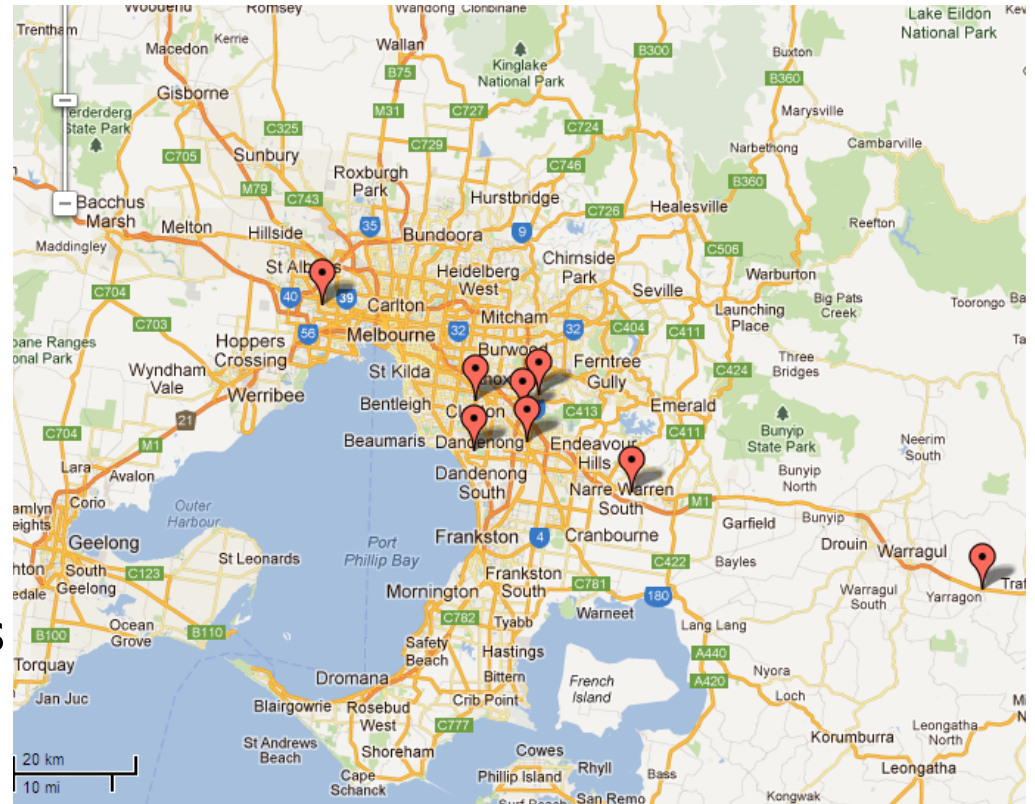 Woodend
Romsey
Wandong
Clonbinane
Lake Eildon
National Park
Trentham
Kerrie
Macedon
Wallan
B300
Buxton
Kinglake
National Park
B75
B360
Gisborne
M31
C727
Marysville
State Park
C325
C724
C729
Cambarville
C705
Sunbury
Narbethong
C746
Roxburgh
Park
M79
C743
B360
Bacchus
Marsh
Hurstbridge
Healesville
C726
Melton
Hillside
35
Bundoora
9
Reefton
Maddingley
C506
St Albans
Heidelberg
West
Chirnside
Park
Warburton
C704
40
39
Carlton
Seville
Launching
Place
Big Pats
Creek
Toorongo
Mitcham
C703
56
Melbourne
32
32
C404
C411
Hoppers
Crossing
Burwood
Three
Bridges
Wyndham
Vale
St Kilda
Ferntree
Gully
C424
Werribee
Bentleigh
C413
Emerald
21
C704
Beaumaris
Dandenong
Endeavour
Hills
C411
Bunyip
State Park
Neerim
South
M1
Lara
Avalon
Dandenong
South
Bunyip
North
Narre Warren
South
Corio
M1
Outer
Harbour
Garfield
Bunyip
Geelong
Port
Phillip Bay
Frankston
4
Cranbourne
Drouin
Warragul
St Leonards
C422
Bayles
South
Geelong
C123
Frankston
South
C781
Mornington
180
Warragul
South
Yarragon
Warneet
C782
Tyabb
Ocean
Grove
B100
B110
Lang Lang
Safety
Beach
Hastings
A440
Torquay
Bittern
Dromana
French
Island
A420
Nyora
Jan Juc
Loch
Blairgowrie
Rosebud
West
Crib Point
C777
Leongatha
North
Korumburra
St Andrews
Beach
Shoreham
Cowes
20 km
Rhyll
Leongatha
Cape
Schanck
Phillip Island
Bass
10 mi
San Remo
Kongwak
s